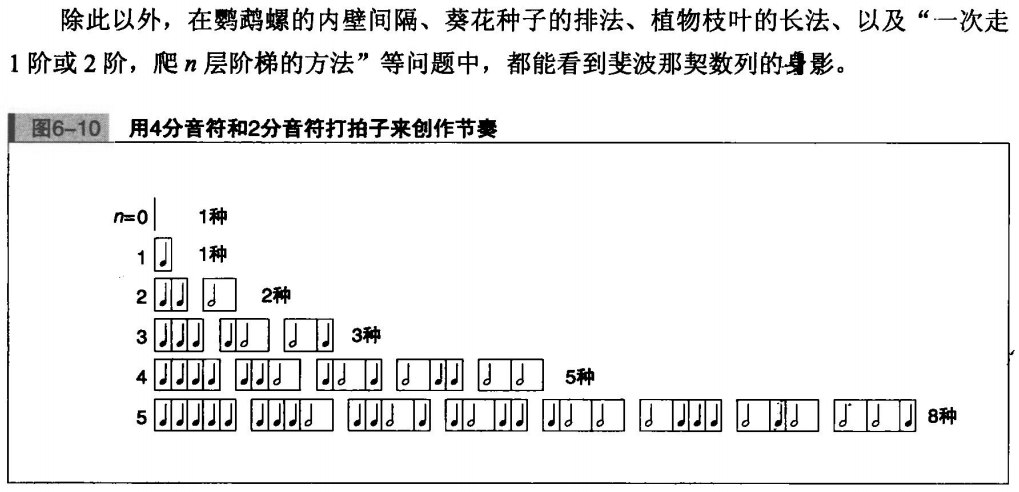 除此以外，在鹦鹉螺的内壁间隔、葵花种子的排法、植物枝叶的长法、以及“一次走
1阶或2阶，爬n层阶梯的方法”等问题中，都能看到斐波那契数列的身影。
图6-10 用4分音符和2分音符打拍子来创作节奏
n=0 1种
1 1种
2 2种
3 3种
4 5种
5 8种